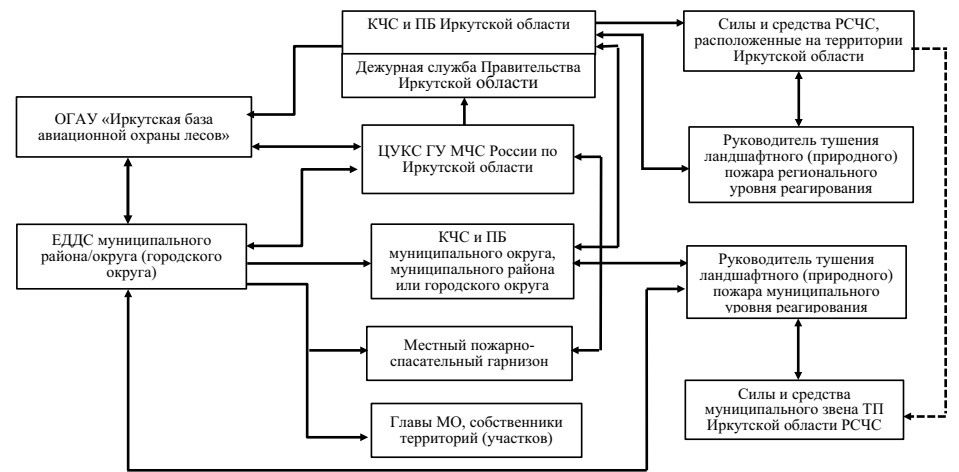 КЧС и ПБ Иркутской области
Дежурная служба Правительства
Иркутской области
Силы и средства РСЧС,
расположенные на территории
Иркутской области
ОГАУ «Иркутская база
авиационной охраны лесов»
ЦУКС ГУ МЧС России по
Иркутской области
Руководитель тушения
ландшафтного (природного)
пожара регионального
уровня реагирования
ЕДДС муниципального
района/округа (городского
округа)
КЧС и ПБ
муниципального округа,
муниципального района
или городского округа
Руководитель тушения
ландшафтного (природного)
пожара муниципального
уровня реагирования
Местный пожарно-
спасательный гарнизон
Главы МО, собственники
территорий (участков)
Силы и средства
муниципального звена ТП
Иркутской области РСЧС